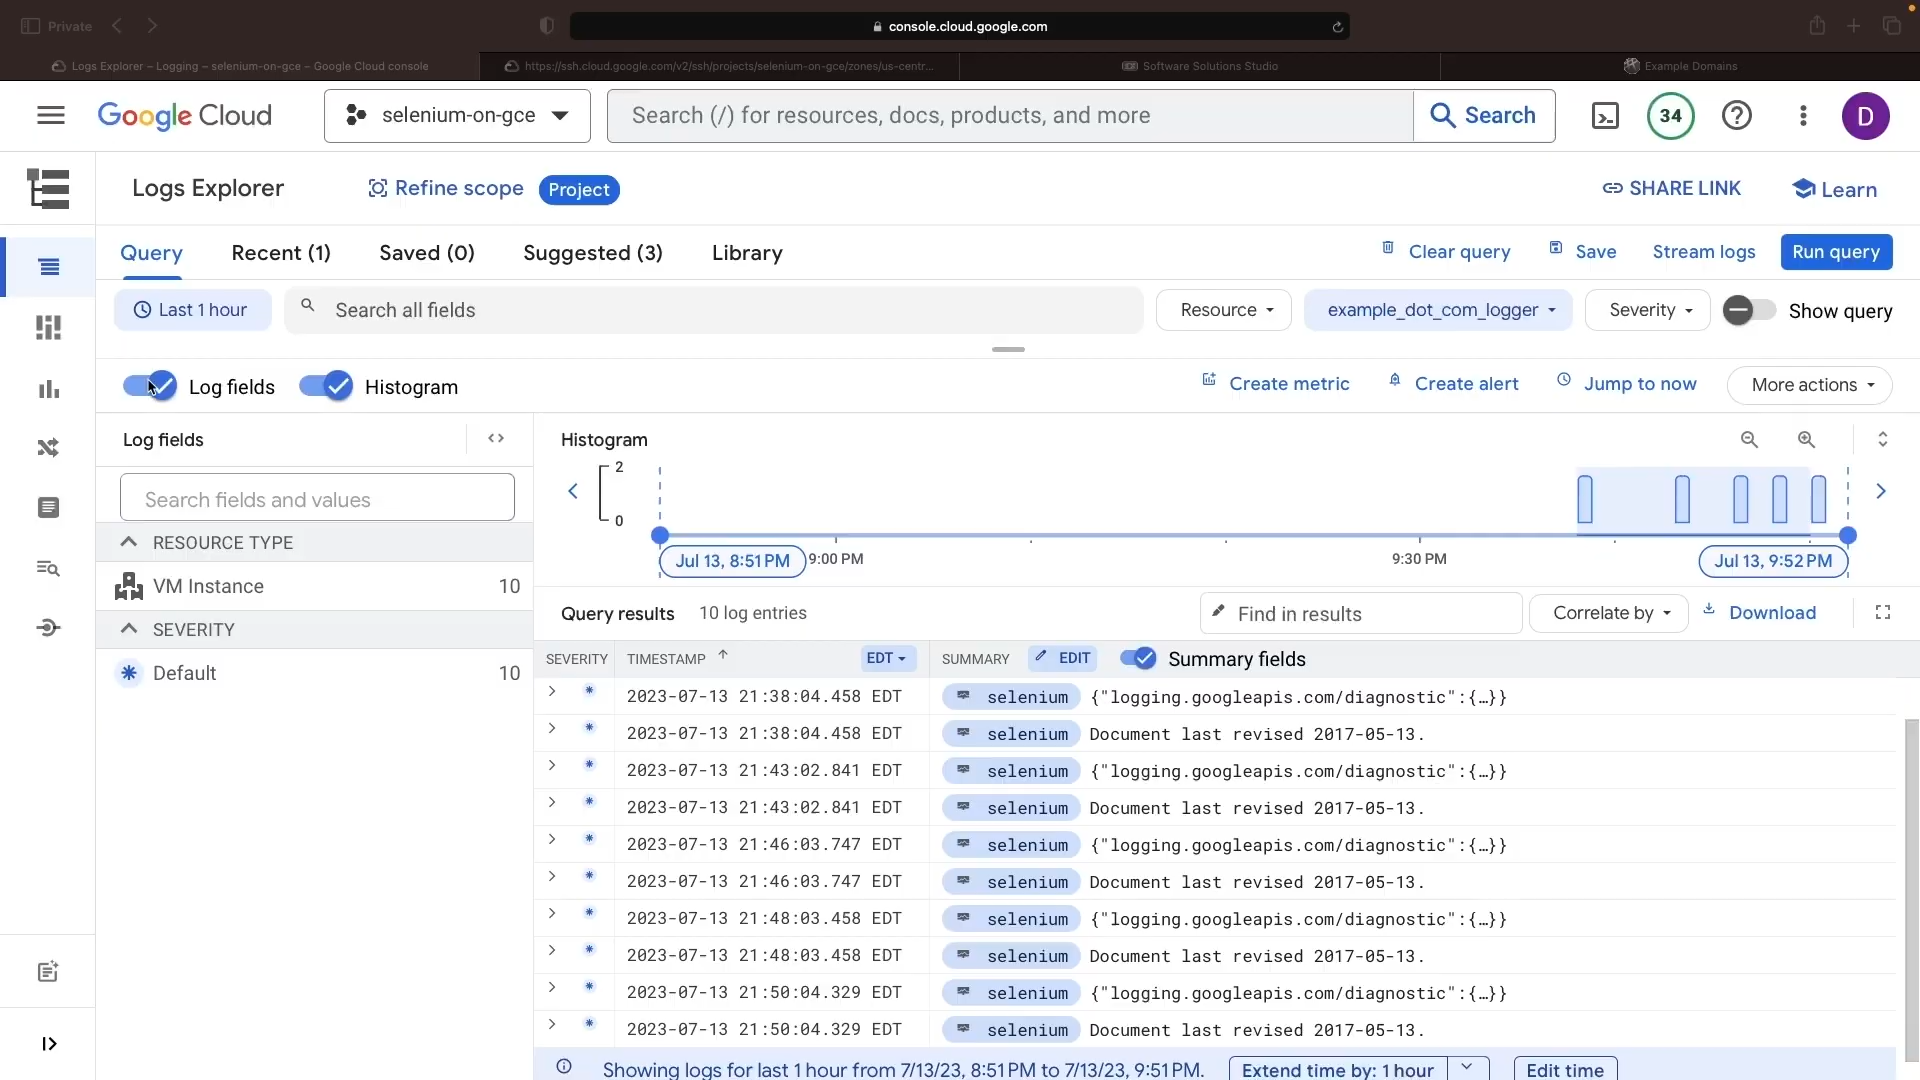 Private
console.cloud.google.com
Logs Explorer – Logging – selenium-on-gce – Google Cloud console
https://ssh.cloud.google.com/v2/ssh/projects/selenium-on-gce/zones/us-centr...
Software Solutions Studio
Example Domains
Google Cloud
selenium-on-gce
Search (/) for resources, docs, products, and more
Search
34
D
Logs Explorer
Refine scope
Project
SHARE LINK
Learn
Query
Recent (1)
Saved (0)
Suggested (3)
Library
Clear query
Save
Stream logs
Run query
Last 1 hour
Search all fields
Resource
example_dot_com_logger
Severity
Show query
Log fields
Histogram
Create metric
Create alert
Jump to now
More actions
Log fields
<>
Search fields and values
RESOURCE TYPE
VM Instance 10
SEVERITY
Default 10
Histogram
2
0
Jul 13, 8:51 PM
9:00 PM
9:30 PM
Jul 13, 9:52 PM
Query results
10 log entries
Find in results
Correlate by
Download
SEVERITY TIMESTAMP EDT SUMMARY EDIT Summary fields
2023-07-13 21:38:04.458 EDT selenium {"logging.googleapis.com/diagnostic":{…}}
2023-07-13 21:38:04.458 EDT selenium Document last revised 2017-05-13.
2023-07-13 21:43:02.841 EDT selenium {"logging.googleapis.com/diagnostic":{…}}
2023-07-13 21:43:02.841 EDT selenium Document last revised 2017-05-13.
2023-07-13 21:46:03.747 EDT selenium {"logging.googleapis.com/diagnostic":{…}}
2023-07-13 21:46:03.747 EDT selenium Document last revised 2017-05-13.
2023-07-13 21:48:03.458 EDT selenium {"logging.googleapis.com/diagnostic":{…}}
2023-07-13 21:48:03.458 EDT selenium Document last revised 2017-05-13.
2023-07-13 21:50:04.329 EDT selenium {"logging.googleapis.com/diagnostic":{…}}
2023-07-13 21:50:04.329 EDT selenium Document last revised 2017-05-13.
Showing logs for last 1 hour from 7/13/23, 8:51 PM to 7/13/23, 9:51 PM.
Extend time by: 1 hour
Edit time